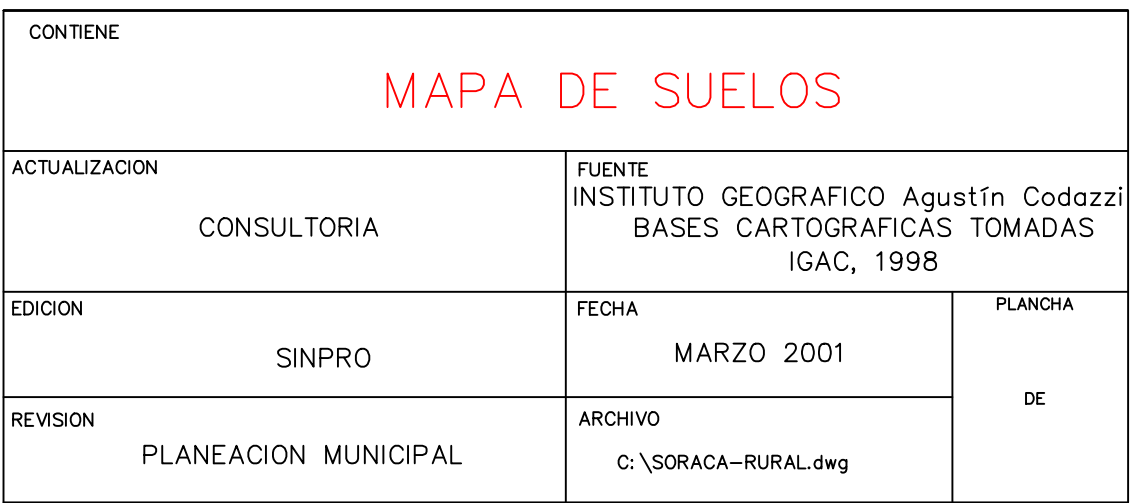 CONTIENE
MAPA DE SUELOS
ACTUALIZACION
CONSULTORIA
FUENTE
INSTITUTO GEOGRAFICO Agustín Codazzi
BASES CARTOGRAFICAS TOMADAS
IGAC, 1998
EDICION
SINPRO
FECHA
MARZO 2001
PLANCHA
DE
REVISION
PLANEACION MUNICIPAL
ARCHIVO
C:\SORACA-RURAL.dwg